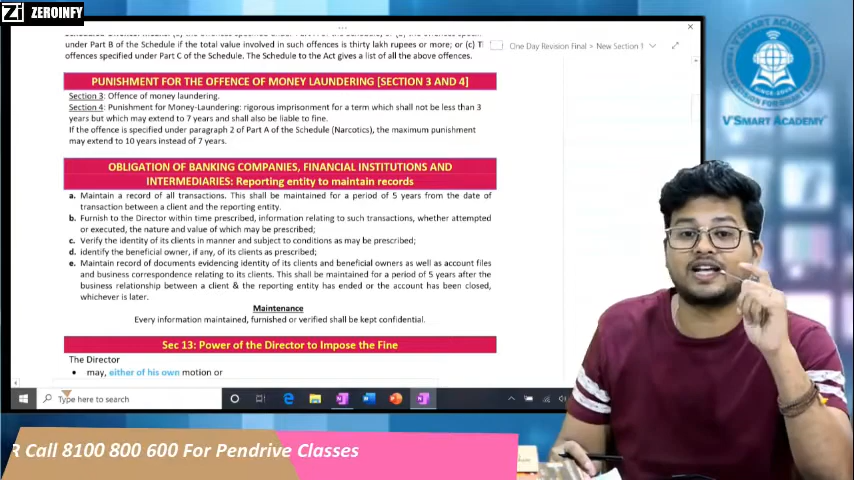 ZEROINFY
under Part B of the Schedule if the total value involved in such offences is thirty lakh rupees or more; or (c) T
offences specified under Part C of the Schedule. The Schedule to the Act gives a list of all the above offences.
One Day Revision Final > New Section 1
PUNISHMENT FOR THE OFFENCE OF MONEY LAUNDERING [SECTION 3 AND 4]
Section 3: Offence of money laundering.
Section 4: Punishment for Money-Laundering: rigorous imprisonment for a term which shall not be less than 3
years but which may extend to 7 years and shall also be liable to fine.
If the offence is specified under paragraph 2 of Part A of the Schedule (Narcotics), the maximum punishment
may extend to 10 years instead of 7 years.
OBLIGATION OF BANKING COMPANIES, FINANCIAL INSTITUTIONS AND
INTERMEDIARIES: Reporting entity to maintain records
a. Maintain a record of all transactions. This shall be maintained for a period of 5 years from the date of
transaction between a client and the reporting entity.
b. Furnish to the Director within time prescribed, information relating to such transactions, whether attempted
or executed, the nature and value of which may be prescribed;
c. Verify the identity of its clients in manner and subject to conditions as may be prescribed;
d. identify the beneficial owner, if any, of its clients as prescribed;
e. Maintain record of documents evidencing identity of its clients and beneficial owners as well as account files
and business correspondence relating to its clients. This shall be maintained for a period of 5 years after the
business relationship between a client & the reporting entity has ended or the account has been closed,
whichever is later.
Maintenance
Every information maintained, furnished or verified shall be kept confidential.
Sec 13: Power of the Director to Impose the Fine
The Director
• may, either of his own motion or
Type here to search
V'SMART ACADEMY
R Call 8100 800 600 For Pendrive Classes